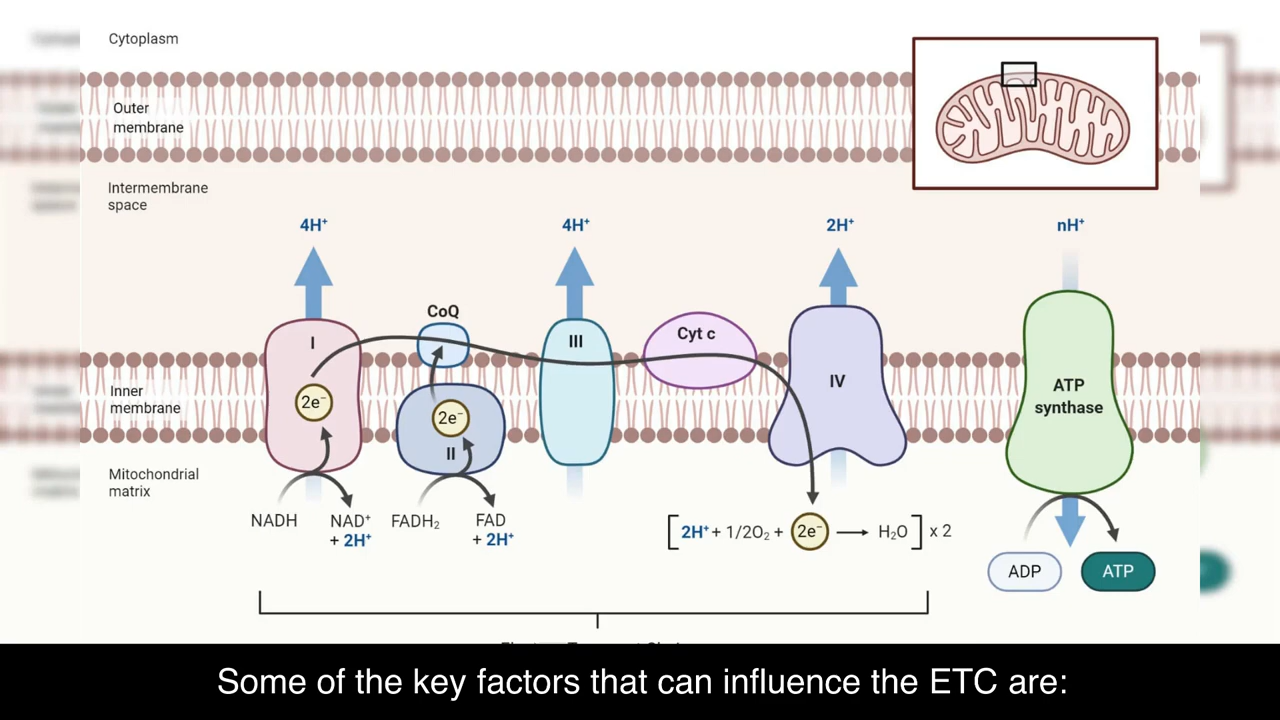 Cytoplasm
Outer
membrane
Intermembrane
space
4H⁺
4H⁺
2H⁺
nH⁺
CoQ
I
III
Cyt c
IV
ATP
synthase
Inner
membrane
2e⁻
2e⁻
II
Mitochondrial
matrix
NADH
NAD⁺
+ 2H⁺
FADH₂
FAD
+ 2H⁺
[2H⁺ + 1/2O₂ + 2e⁻ → H₂O] x 2
ADP
ATP
Some of the key factors that can influence the ETC are: